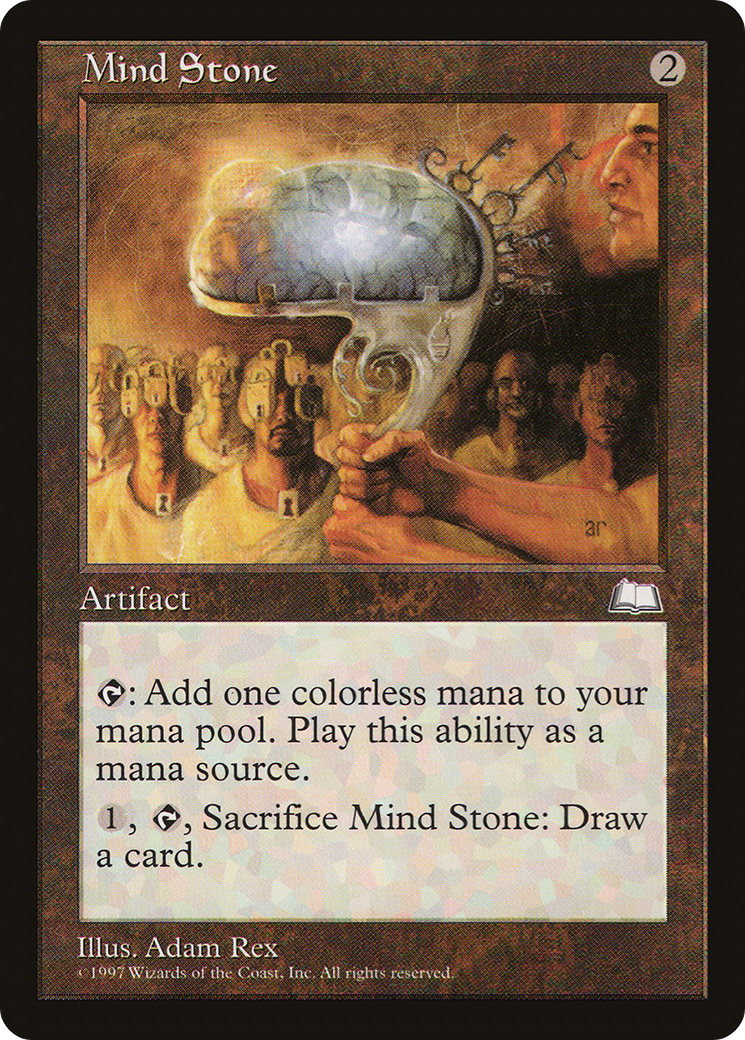 Mind Stone
2
ar
Artifact
: Add one colorless mana to your
mana pool. Play this ability as a
mana source.
1, , Sacrifice Mind Stone: Draw
a card.
Illus. Adam Rex
©1997 Wizards of the Coast, Inc. All rights reserved.